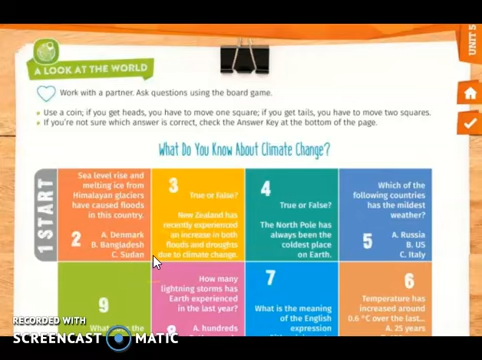 UNIT 5
A LOOK AT THE WORLD
Work with a partner. Ask questions using the board game.
• Use a coin; if you get heads, you have to move one square; if you get tails, you have to move two squares.
• If you're not sure which answer is correct, check the Answer Key at the bottom of the page.
What Do You Know About Climate Change?
1 START
Sea level rise and
melting ice from
Himalayan glaciers
have caused floods
in this country.
2
A. Denmark
B. Bangladesh
C. Sudan
3
True or False?
New Zealand has
recently experienced
an increase in both
floods and droughts
due to climate change.
4
True or False?
The North Pole has
always been the
coldest place
on Earth.
Which of the
following countries
has the mildest
weather?
5
A. Russia
B. US
C. Italy
9
How many
lightning storms has
Earth experienced
in the last year?
8
A. hundreds
7
What is the meaning
of the English
expression
6
Temperature has
increased around
0.6 °C over the last...
A. 25 years
RECORDED WITH
SCREENCAST MATIC